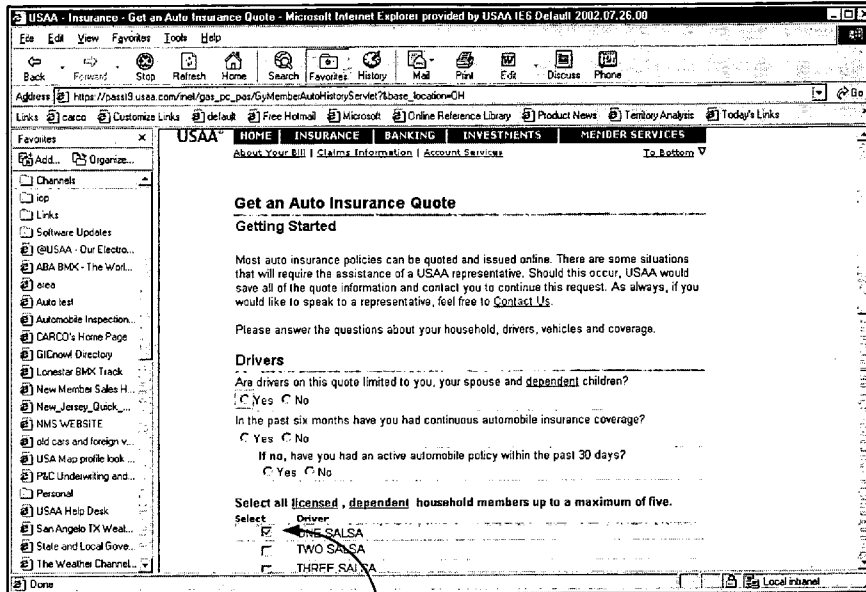 USAA - Insurance - Get an Auto Insurance Quote - Microsoft Internet Explorer provided by USAA IE6 Default 2002.07.26.00
File Edit View Favorites Tools Help
Back Forward Stop Refresh Home Search Favorites History Mail Print Edit Discuss Phone
Address https://passl9.usaa.com/inet/gas_pc_pas/GyMemberAutoHistoryServlet?&base_location=OH Go
Links carco Customize Links default Free Hotmail Microsoft Online Reference Library Product News Territory Analysis Today's Links
Favorites x
Add... Organize...
Channels
iop
Links
Software Updates
@USAA - Our Electro...
ABA BMX - The Worl...
area
Auto test
Automobile Inspection...
CARCO's Home Page
GICnow! Directory
Lonestar BMX Track
New Member Sales H...
New_Jersey_Quick_...
NMS WEBSITE
old cars and foreign v...
USA Map profile look ...
P&C Underwriting and...
Personal
USAA Help Desk
San Angelo TX Weat...
State and Local Gove...
The Weather Channel...
USAA HOME INSURANCE BANKING INVESTMENTS MEMBER SERVICES
About Your Bill | Claims Information | Account Services To Bottom
Get an Auto Insurance Quote
Getting Started
Most auto insurance policies can be quoted and issued online. There are some situations
that will require the assistance of a USAA representative. Should this occur, USAA would
save all of the quote information and contact you to continue this request. As always, if you
would like to speak to a representative, feel free to Contact Us.
Please answer the questions about your household, drivers, vehicles and coverage.
Drivers
Are drivers on this quote limited to you, your spouse and dependent children?
Yes No
In the past six months have you had continuous automobile insurance coverage?
Yes No
If no, have you had an active automobile policy within the past 30 days?
Yes No
Select all licensed , dependent household members up to a maximum of five.
Select Driver
ONE SALSA
TWO SALSA
THREE SALSA
Done Local intranet